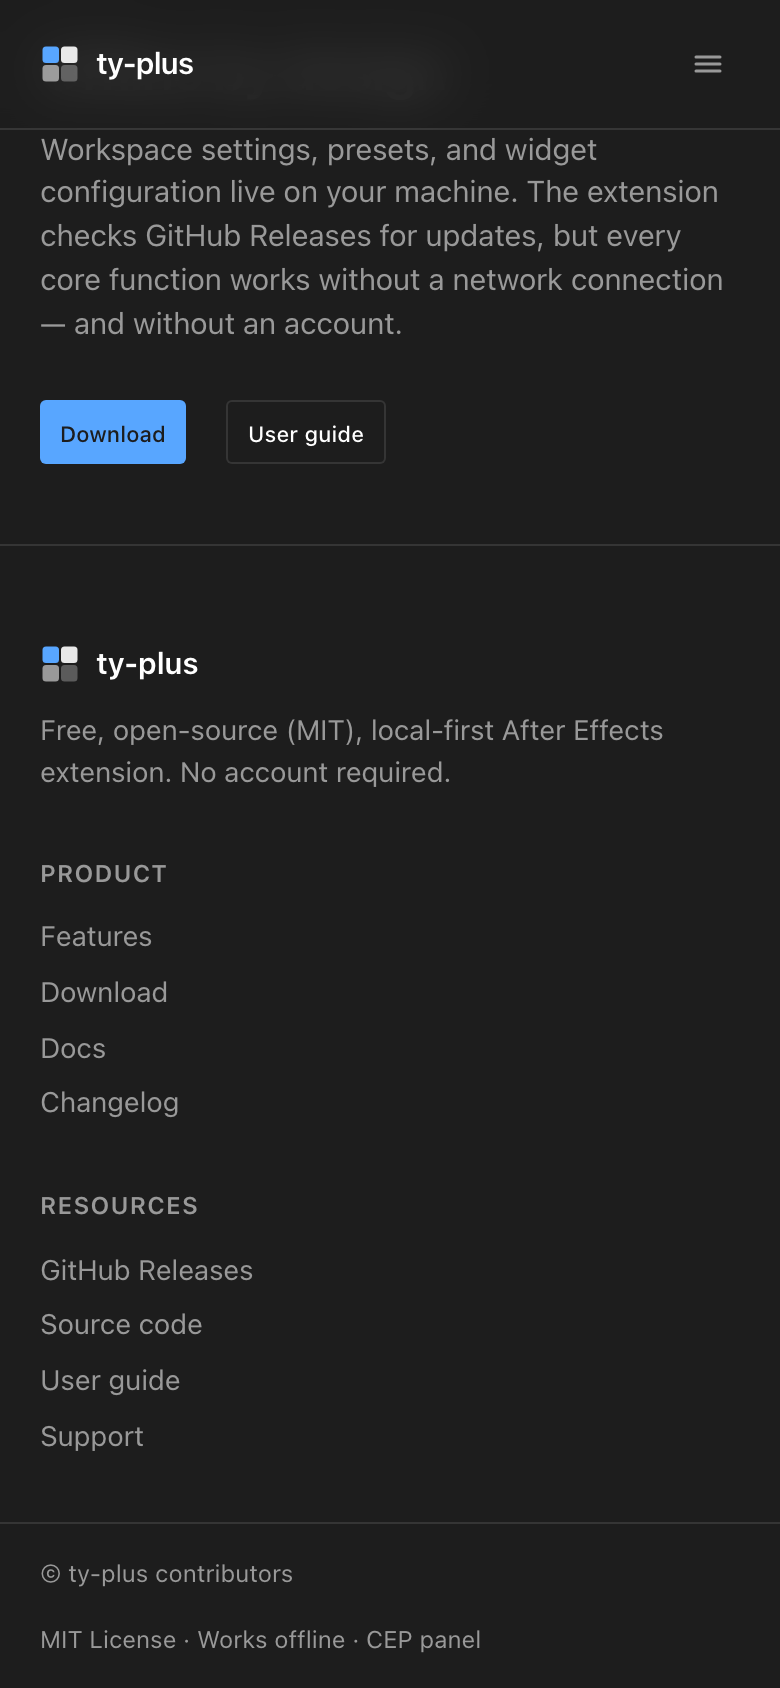 ty-plus
Workspace settings, presets, and widget
configuration live on your machine. The extension
checks GitHub Releases for updates, but every
core function works without a network connection
— and without an account.
Download
User guide
ty-plus
Free, open-source (MIT), local-first After Effects
extension. No account required.
PRODUCT
Features
Download
Docs
Changelog
RESOURCES
GitHub Releases
Source code
User guide
Support
© ty-plus contributors
MIT License · Works offline · CEP panel